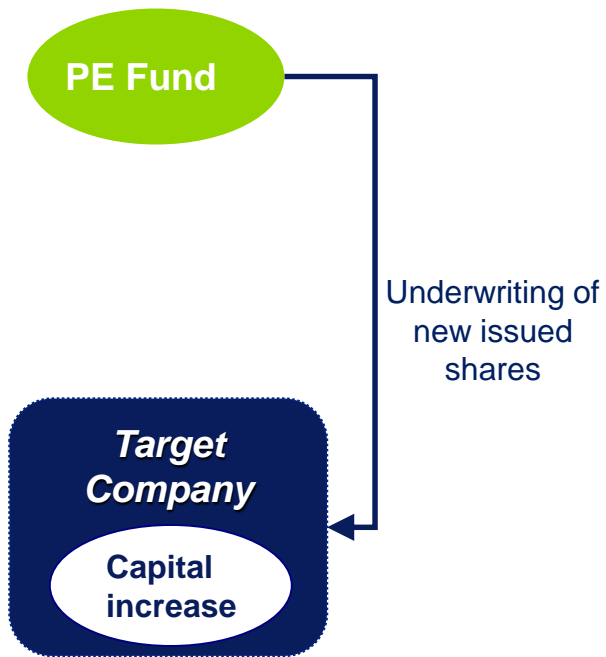 PE Fund
Underwriting of
new issued
shares
Target
Company
Capital
increase